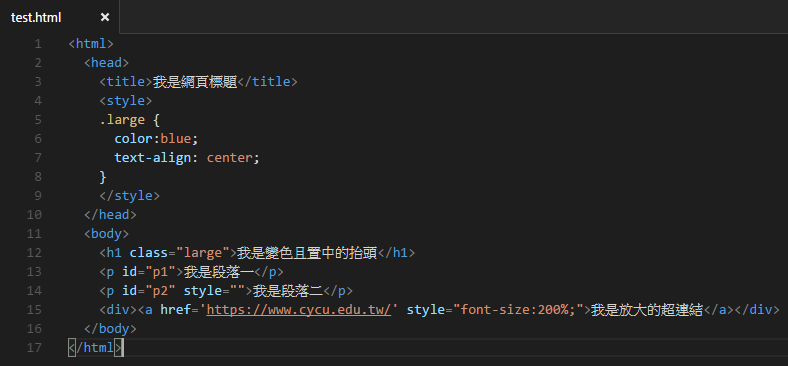 test.html ×
1 <html>
2 <head>
3 <title>我是網頁標題</title>
4 <style>
5 .large {
6 color:blue;
7 text-align: center;
8 }
9 </style>
10 </head>
11 <body>
12 <h1 class="large">我是變色且置中的抬頭</h1>
13 <p id="p1">我是段落一</p>
14 <p id="p2" style="">我是段落二</p>
15 <div><a href='https://www.cycu.edu.tw/' style="font-size:200%;">我是放大的超連結</a></div>
16 </body>
17 </html>